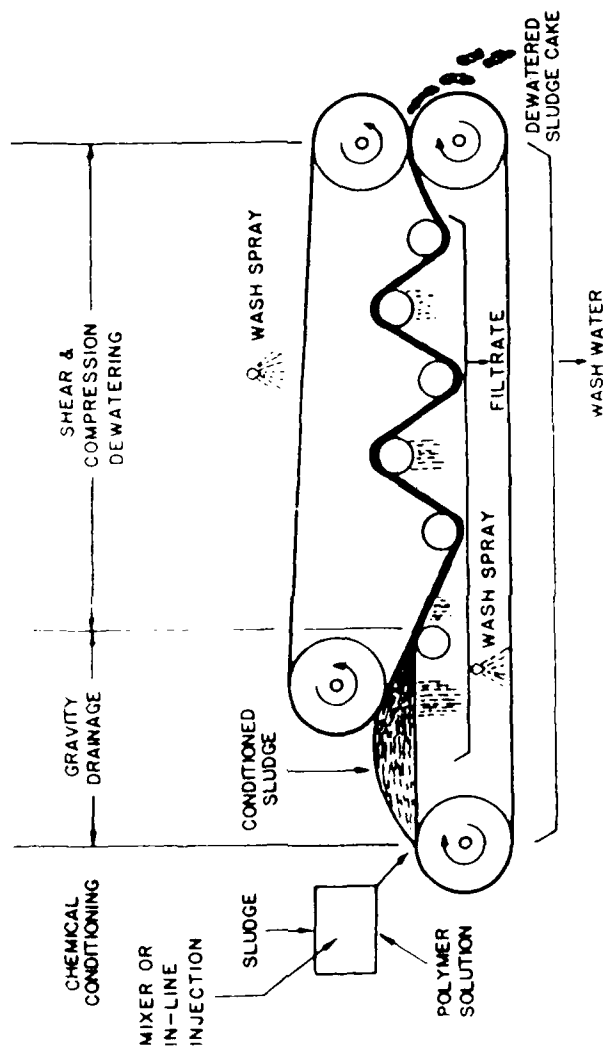 CHEMICAL
CONDITIONING
GRAVITY
DRAINAGE
SHEAR &
COMPRESSION
DEWATERING
MIXER OR
IN-LINE
INJECTION
SLUDGE
POLYMER
SOLUTION
CONDITIONED
SLUDGE
WASH SPRAY
WASH SPRAY
FILTRATE
DEWATERED
SLUDGE CAKE
WASH WATER